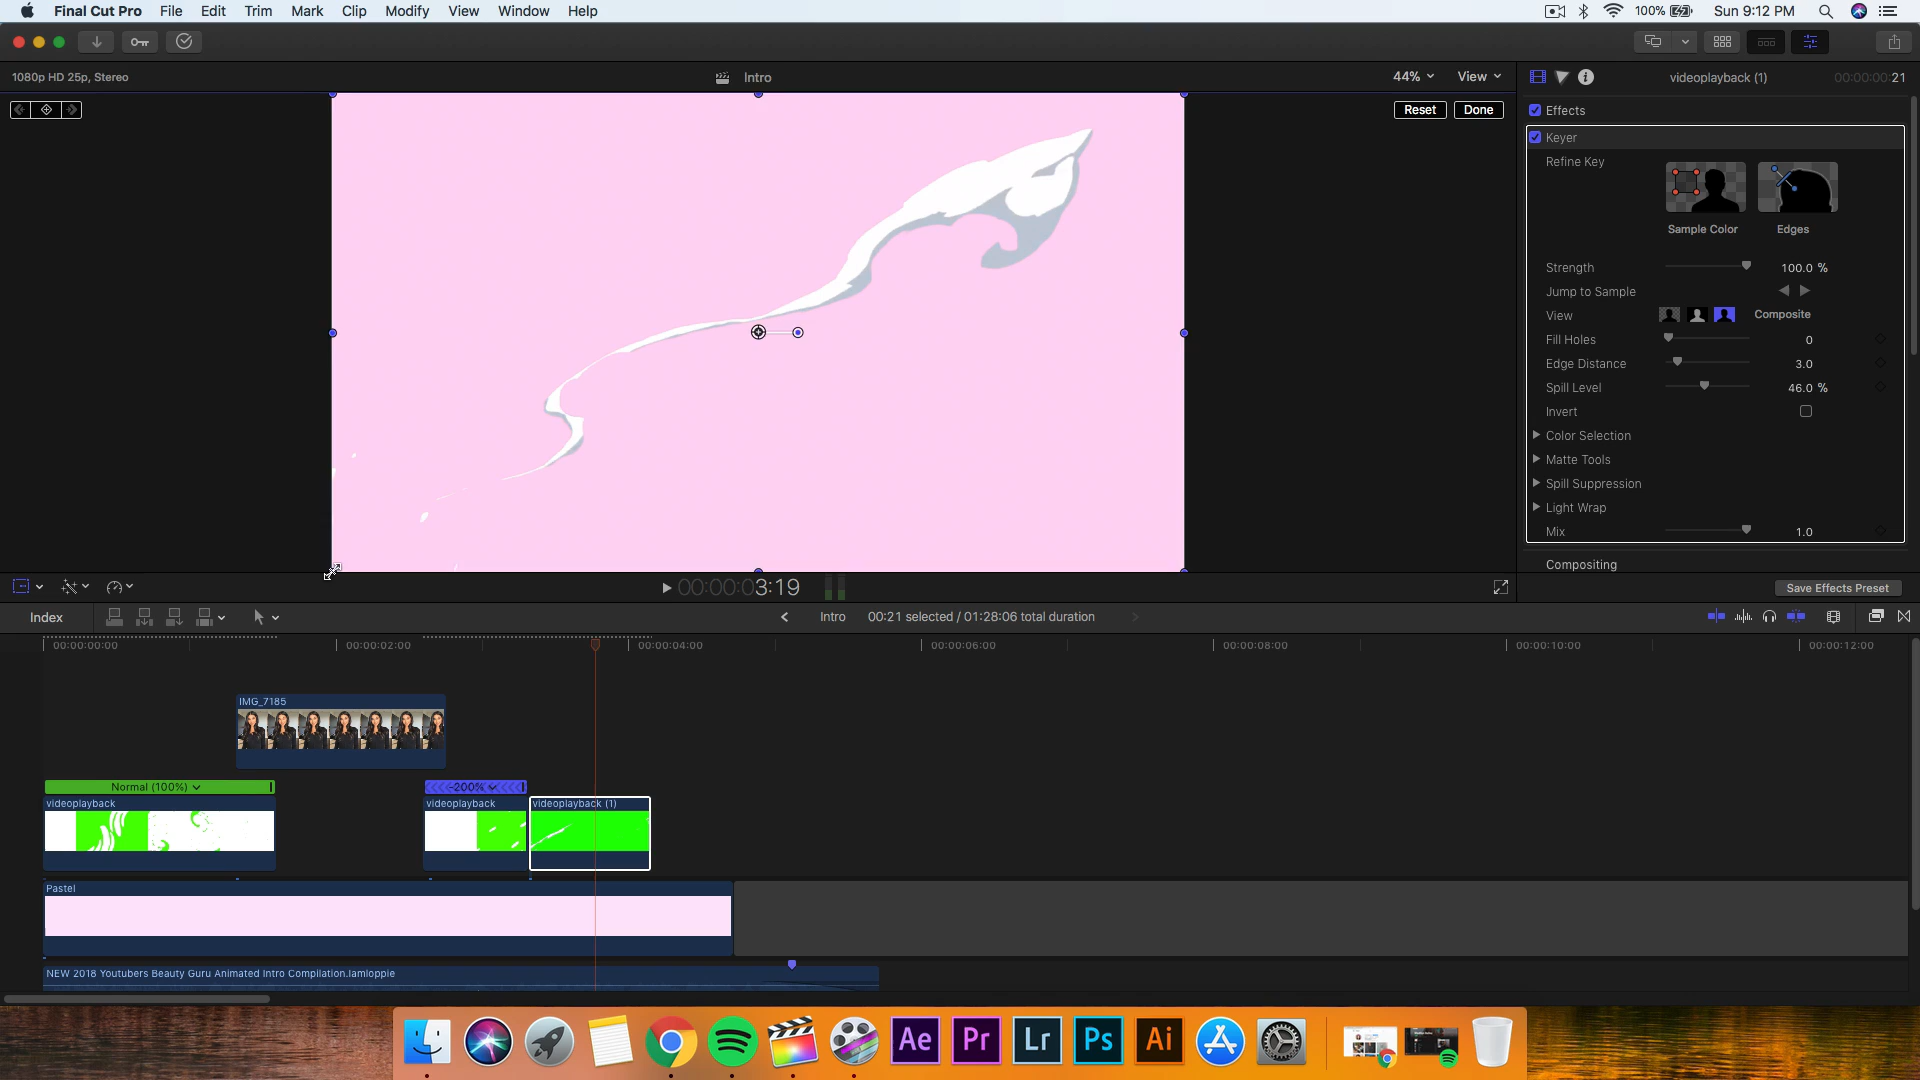 Final Cut Pro File Edit Trim Mark Clip Modify View Window Help 100% Sun 9:12 PM
1080p HD 25p, Stereo Intro 44% View videoplayback (1) 00:00:00:21
Reset Done
Effects
Keyer
Refine Key
Sample Color Edges
Strength 100.0 %
Jump to Sample
View Composite
Fill Holes 0
Edge Distance 3.0
Spill Level 46.0 %
Invert
Color Selection
Matte Tools
Spill Suppression
Light Wrap
Mix 1.0
Compositing
00:00:03:19 Save Effects Preset
Index Intro 00:21 selected / 01:28:06 total duration
00:00:00:00 00:00:02:00 00:00:04:00 00:00:06:00 00:00:08:00 00:00:10:00 00:00:12:00
IMG_7185
Normal (100%) -200%
videoplayback videoplayback videoplayback (1)
Pastel
NEW 2018 Youtubers Beauty Guru Animated Intro Compilation.Iamloppie
Ae Pr Lr Ps Ai